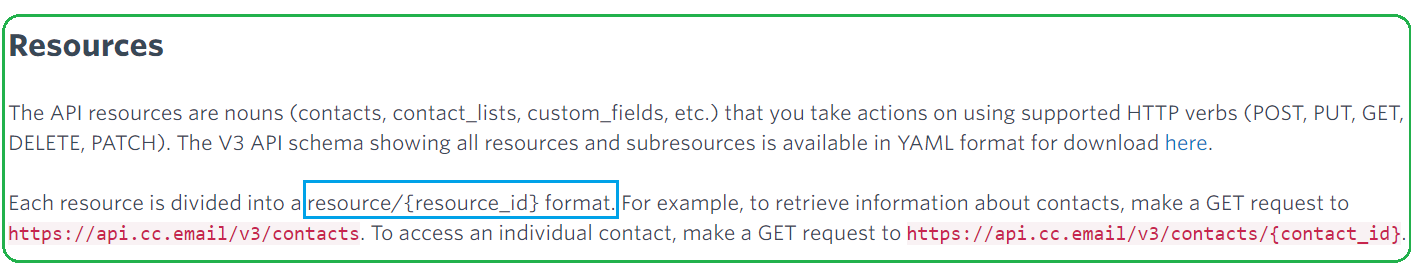 Resources
The API resources are nouns (contacts, contact_lists, custom_fields, etc.) that you take actions on using supported HTTP verbs (POST, PUT, GET,
DELETE, PATCH). The V3 API schema showing all resources and subresources is available in YAML format for download here.
Each resource is divided into a resource/{resource_id} format. For example, to retrieve information about contacts, make a GET request to
https://api.cc.email/v3/contacts. To access an individual contact, make a GET request to https://api.cc.email/v3/contacts/{contact_id}.